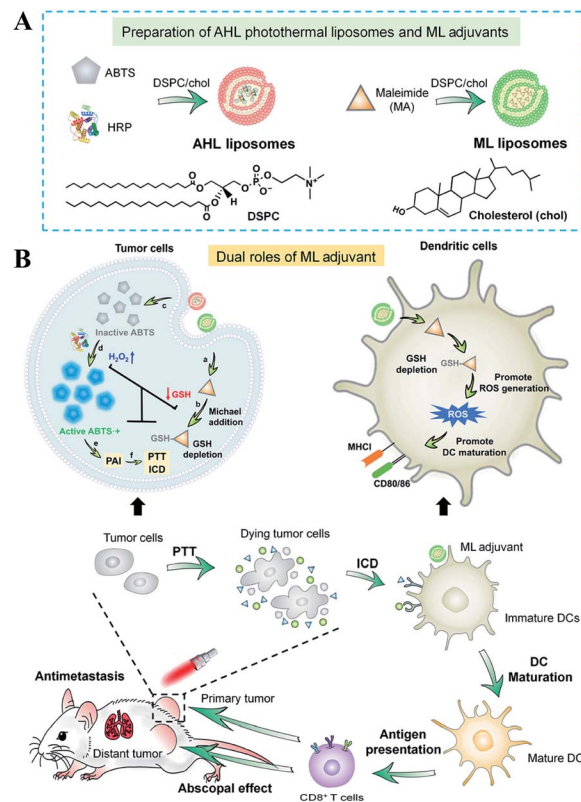 A
Preparation of AHL photothermal liposomes and ML adjuvants
ABTS
HRP
DSPC/chol
AHL liposomes
Maleimide
(MA)
DSPC/chol
ML liposomes
O
O
O
O
H
O
P
O
O
O-
N+
DSPC
HO
H
H
H
Cholesterol (chol)
B
Tumor cells
Dual roles of ML adjuvant
Dendritic cells
c
Inactive ABTS
d
H2O2↑
a
↓GSH
b
Michael
addition
Active ABTS·+
GSH
GSH
depletion
e
PAI
f
PTT
ICD
GSH
depletion
GSH
Promote
ROS generation
ROS
Promote
DC maturation
MHCI
CD80/86
Tumor cells
PTT
Dying tumor cells
ICD
ML adjuvant
Immature DCs
DC
Maturation
Mature DC
Antigen
presentation
CD8+ T cells
Antimetastasis
Primary tumor
Distant tumor
Abscopal effect